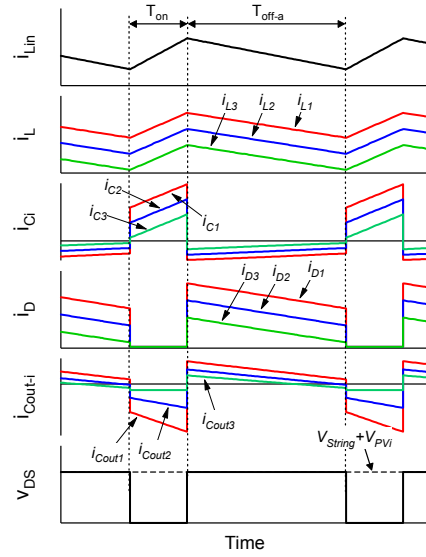 T_on
T_off-a
i_Lin
i_L
i_L3
i_L2
i_L1
i_Ci
i_C2
i_C3
i_C1
i_D
i_D3
i_D2
i_D1
i_Cout-i
i_Cout1
i_Cout2
i_Cout3
V_String+V_PVi
v_DS
Time